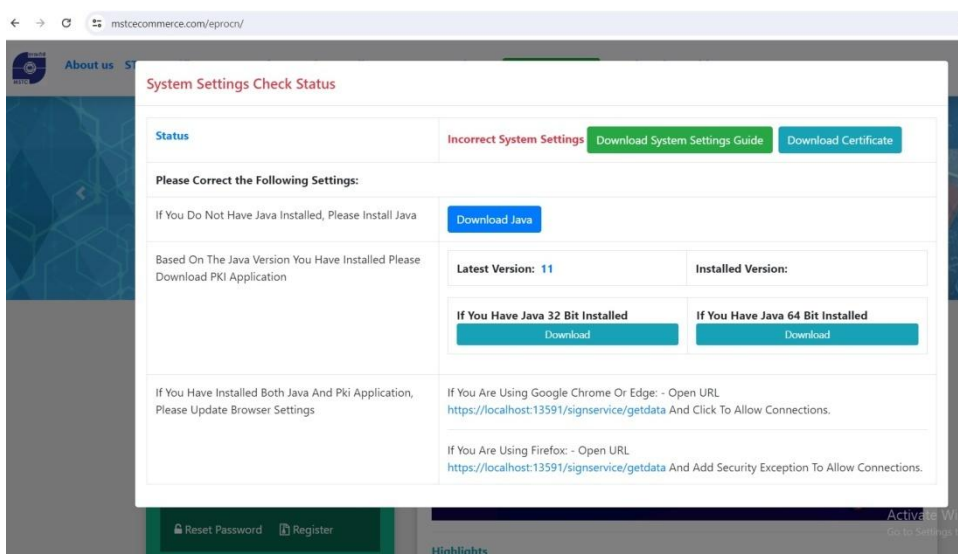 mstcecommerce.com/eprocn/
About us ST
System Settings Check Status
Status
Incorrect System Settings Download System Settings Guide Download Certificate
Please Correct the Following Settings:
If You Do Not Have Java Installed, Please Install Java
Download Java
Based On The Java Version You Have Installed Please
Download PKI Application
Latest Version: 11
Installed Version:
If You Have Java 32 Bit Installed
Download
If You Have Java 64 Bit Installed
Download
If You Have Installed Both Java And Pki Application,
Please Update Browser Settings
If You Are Using Google Chrome Or Edge: - Open URL
https://localhost:13591/signservice/getdata And Click To Allow Connections.
If You Are Using Firefox: - Open URL
https://localhost:13591/signservice/getdata And Add Security Exception To Allow Connections.
Reset Password Register
Highlights
Activate Wi
Go to Settings t